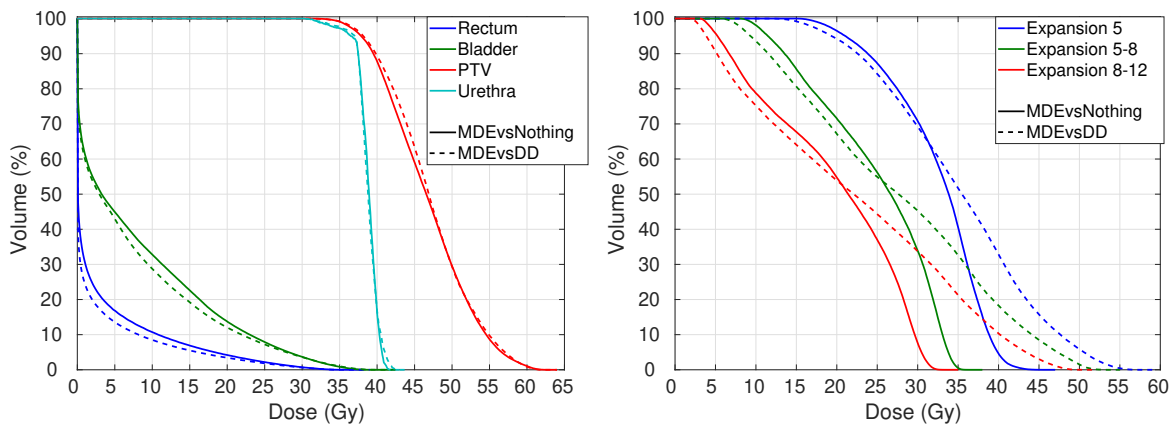 100
90
80
70
60
50
40
30
20
10
0
Volume (%)
0 5 10 15 20 25 30 35 40 45 50 55 60 65
Dose (Gy)
Rectum
Bladder
PTV
Urethra
MDEvsNothing
MDEvsDD
100
90
80
70
60
50
40
30
20
10
0
Volume (%)
0 5 10 15 20 25 30 35 40 45 50 55 60
Dose (Gy)
Expansion 5
Expansion 5-8
Expansion 8-12
MDEvsNothing
MDEvsDD